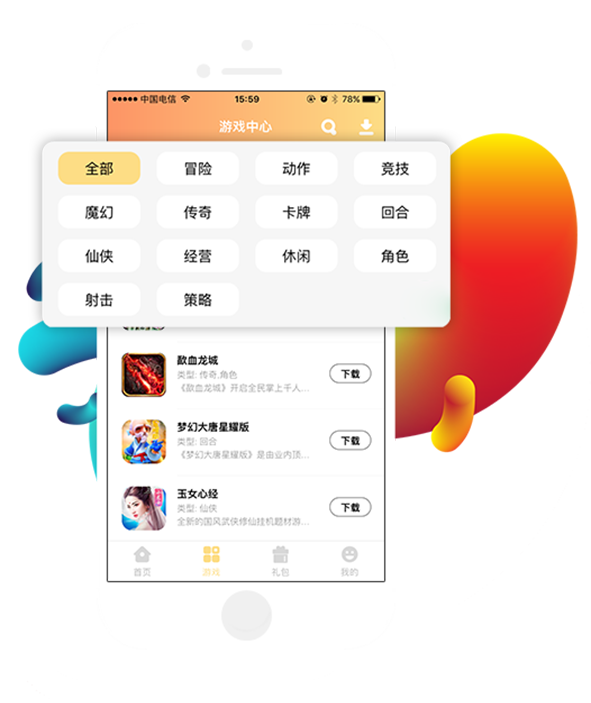 中国电信 15:59 78%
游戏中心
全部 冒险 动作 竞技
魔幻 传奇 卡牌 回合
仙侠 经营 休闲 角色
射击 策略
歃血龙城
类型: 传奇,角色
下载
《歃血龙城》开启全民掌上千人...
梦幻大唐星耀版
类型: 回合
下载
《梦幻大唐星耀版》是由业内顶...
玉女心经
类型: 仙侠
下载
全新的国风武侠修仙挂机题材游...
首页 游戏 礼包 我的